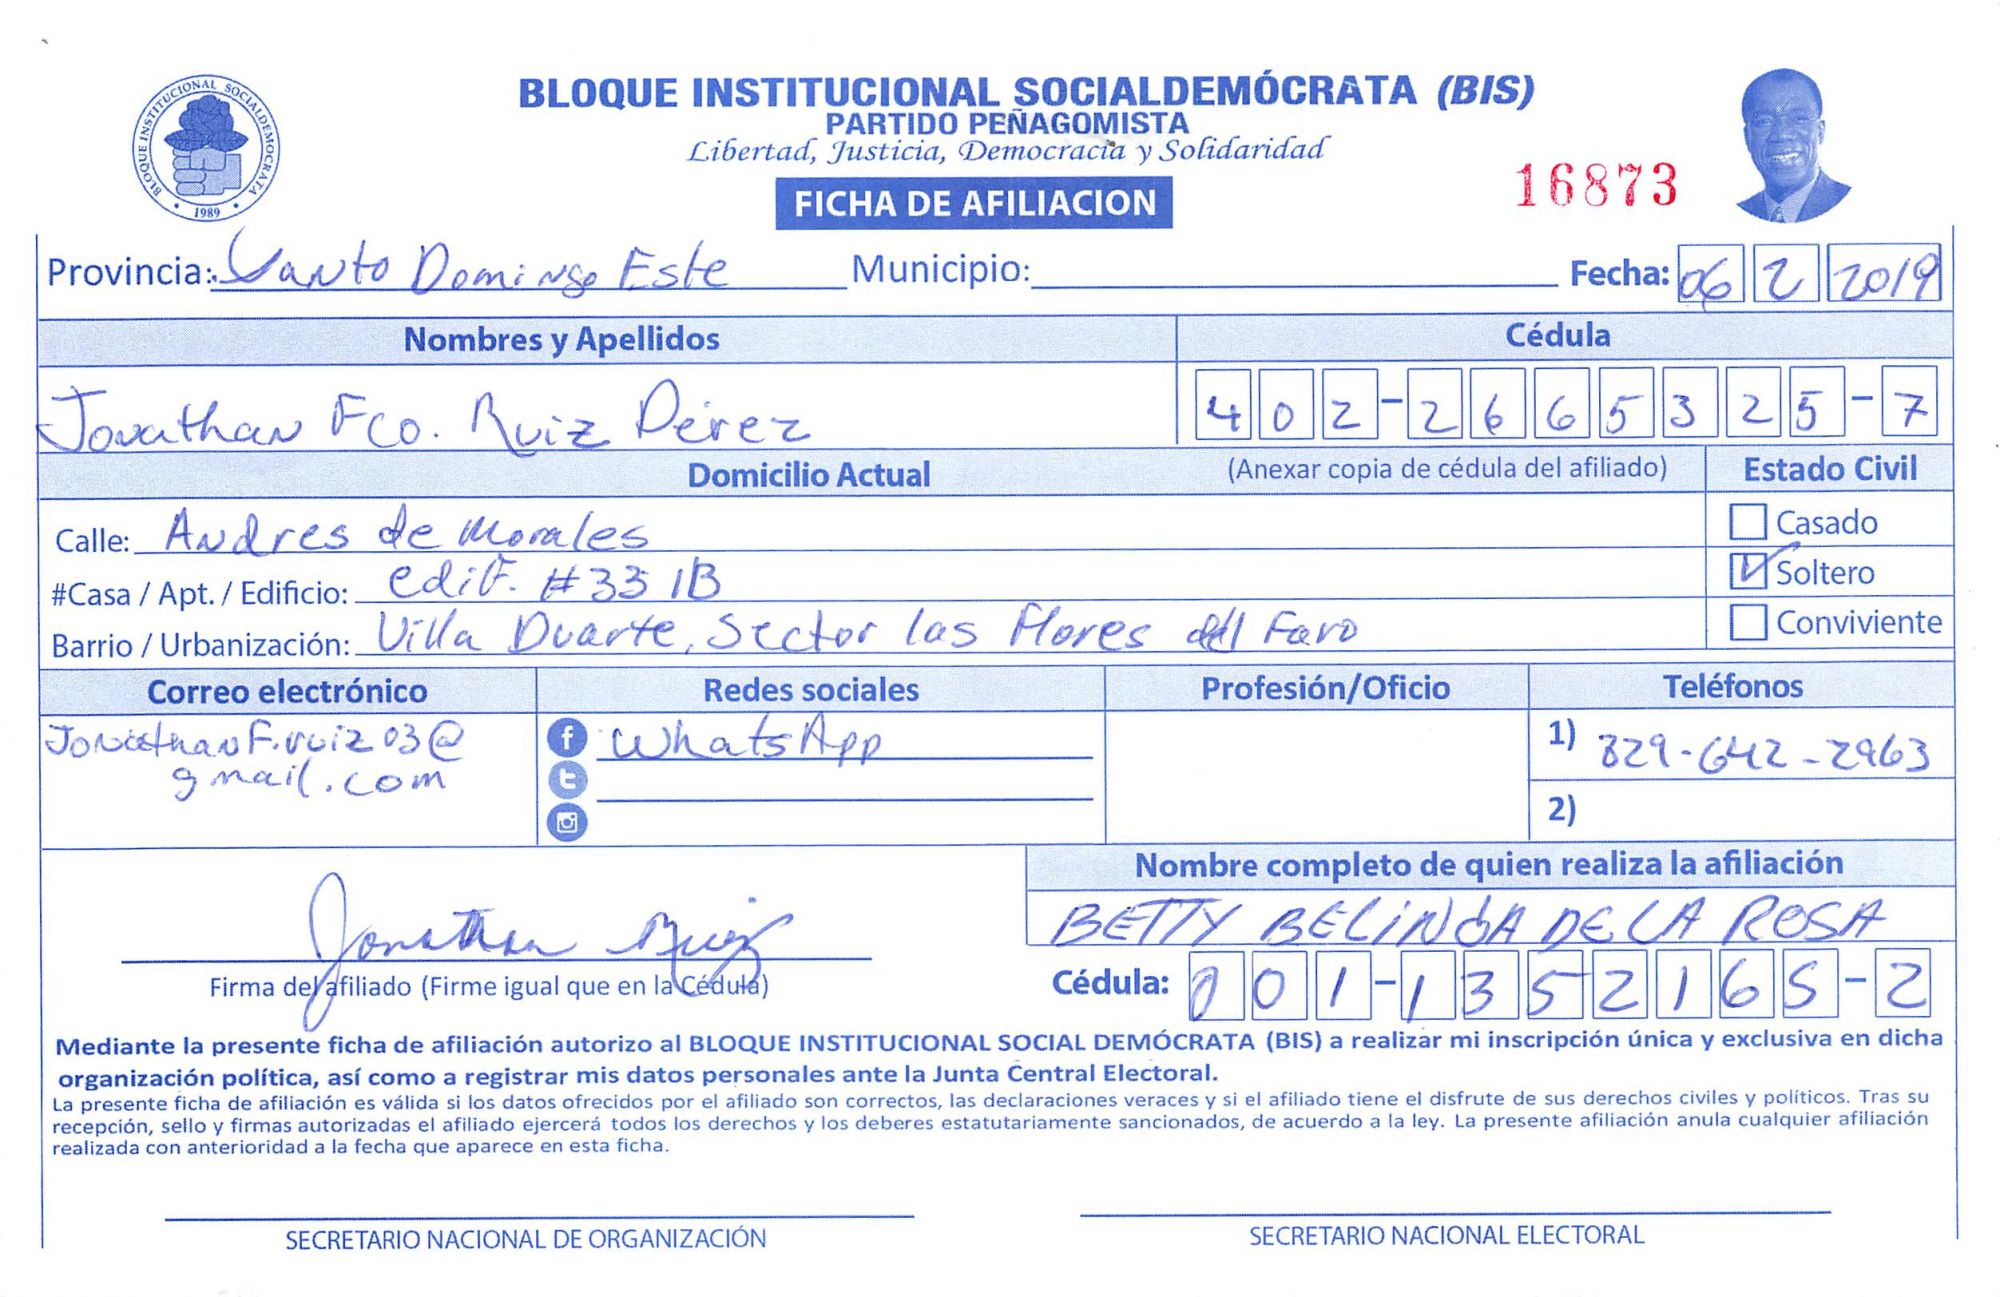 BLOQUE INSTITUCIONAL SOCIALDEMOCRATA
1989
BLOQUE INSTITUCIONAL SOCIALDEMÓCRATA (BIS)
PARTIDO PEÑAGOMISTA
Libertad, Justicia, Democracia y Solidaridad
FICHA DE AFILIACION
16873
Provincia: Santo Domingo Este Municipio: Fecha: 06 2 2019
Nombres y Apellidos Cédula
Jonathan Fco. Ruiz Pérez 402-2665325-7
Domicilio Actual (Anexar copia de cédula del afiliado) Estado Civil
Calle: Andres de Morales Casado
#Casa / Apt. / Edificio: edif. #33 1B Soltero
Barrio / Urbanización: Villa Duarte, Sector las Flores del Faro Conviviente
Correo electrónico Redes sociales Profesión/Oficio Teléfonos
JonathanF.ruiz03@ WhatsApp 1) 829-642-2963
gmail.com 2)
Nombre completo de quien realiza la afiliación
Jonathan Ruiz BETTY BELINDA DE LA ROSA
Firma del afiliado (Firme igual que en la Cédula) Cédula: 001-1352165-2
Mediante la presente ficha de afiliación autorizo al BLOQUE INSTITUCIONAL SOCIAL DEMÓCRATA (BIS) a realizar mi inscripción única y exclusiva en dicha
organización política, así como a registrar mis datos personales ante la Junta Central Electoral.
La presente ficha de afiliación es válida si los datos ofrecidos por el afiliado son correctos, las declaraciones veraces y si el afiliado tiene el disfrute de sus derechos civiles y políticos. Tras su
recepción, sello y firmas autorizadas el afiliado ejercerá todos los derechos y los deberes estatutariamente sancionados, de acuerdo a la ley. La presente afiliación anula cualquier afiliación
realizada con anterioridad a la fecha que aparece en esta ficha.
SECRETARIO NACIONAL DE ORGANIZACIÓN SECRETARIO NACIONAL ELECTORAL